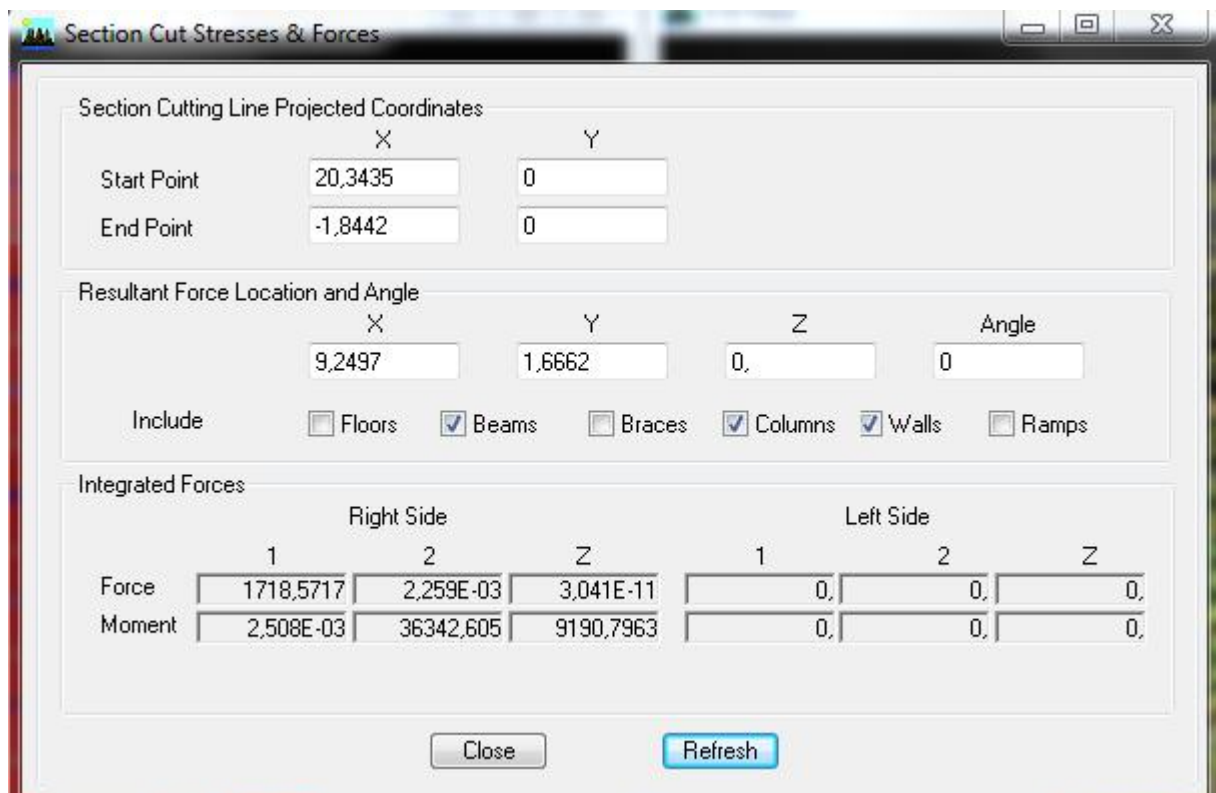 Section Cut Stresses & Forces
Section Cutting Line Projected Coordinates
X Y
Start Point 20,3435 0
End Point -1,8442 0
Resultant Force Location and Angle
X Y Z Angle
9,2497 1,6662 0, 0
Include Floors Beams Braces Columns Walls Ramps
Integrated Forces
Right Side Left Side
1 2 Z 1 2 Z
Force 1718,5717 2,259E-03 3,041E-11 0, 0, 0,
Moment 2,508E-03 36342,605 9190,7963 0, 0, 0,
Close Refresh